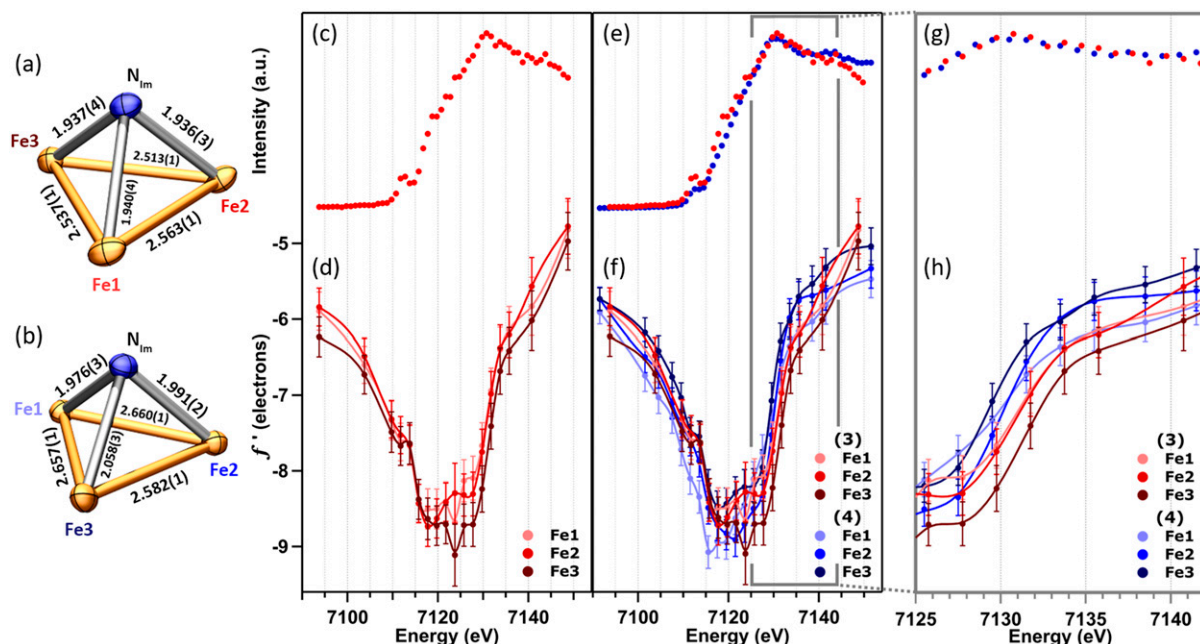 (a)
N Im
1.937(4)
1.936(3)
Fe3
2.513(1)
2.537(1)
1.940(4)
2.563(1)
Fe2
Fe1
(b)
N Im
1.976(3)
1.991(2)
Fe1
2.660(1)
2.657(1)
2.058(3)
2.582(1)
Fe2
Fe3
(c)
Intensity (a.u.)
(d)
f ' (electrons)
-5
-6
-7
-8
-9
Fe1
Fe2
Fe3
7100
7120
7140
Energy (eV)
(e)
(f)
(3)
Fe1
Fe2
Fe3
(4)
Fe1
Fe2
Fe3
7100
7120
7140
Energy (eV)
(g)
(h)
(3)
Fe1
Fe2
Fe3
(4)
Fe1
Fe2
Fe3
7125
7130
7135
7140
Energy (eV)